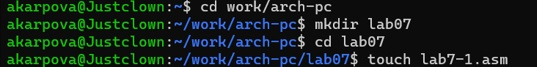 akarpova@Justclown:~$ cd work/arch-pc
akarpova@Justclown:~/work/arch-pc$ mkdir lab07
akarpova@Justclown:~/work/arch-pc$ cd lab07
akarpova@Justclown:~/work/arch-pc/lab07$ touch lab7-1.asm